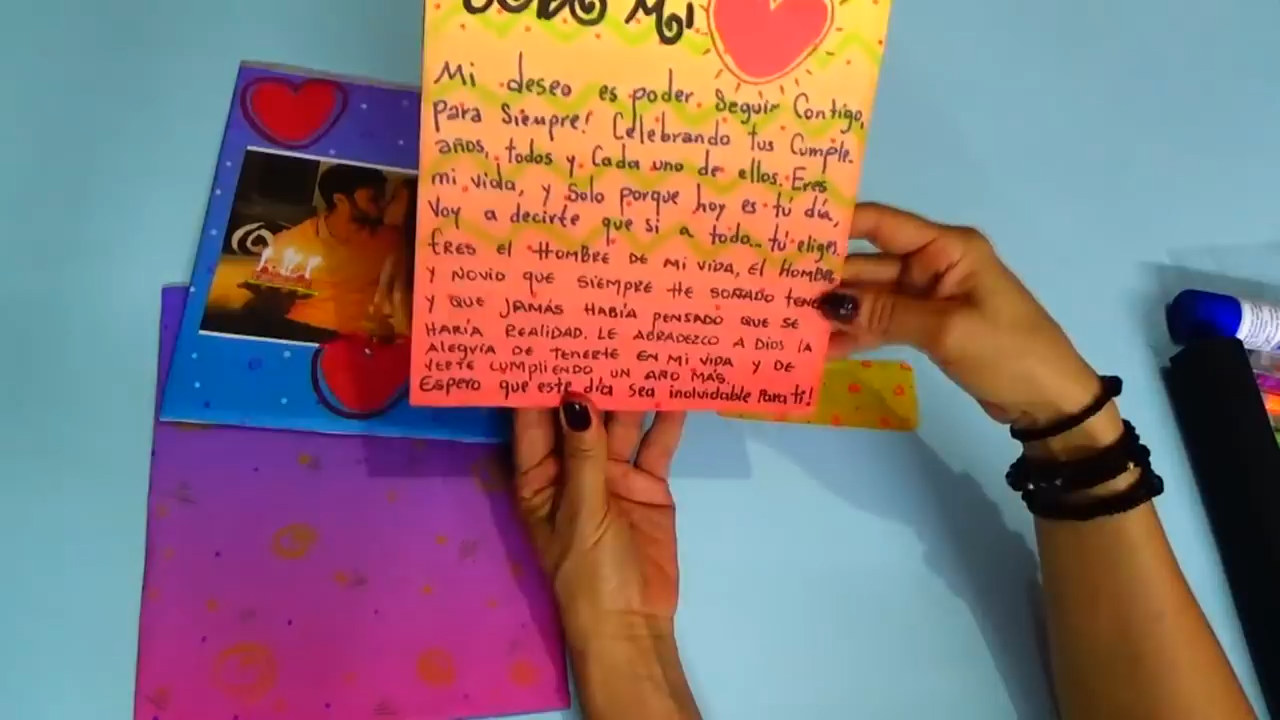 Mi
Mi deseo es poder Seguir Contigo,
Para Siempre! Celebrando tus Cumple-
años, todos y Cada uno de ellos. Eres
mi vida, y Solo porque hoy es tú día,
Voy a decirte que si a todo... tú eliges.
ERES el HOMBRE DE Mi VIDA, El HOMBRE
Y NOVIO QUE SIEMPRE HE SOÑADO
Y QUE JAMÁS HABÍA PENSADO QUE SE
HARÍA REALIDAD. LE AGRADEZCO A DIOS LA
AlEGRÍA DE TENERTE EN Mi VIDA Y DE
VERTE CUMPLIENDO UN AÑO MÁS.
Espero que este día Sea inolvidable Para ti!